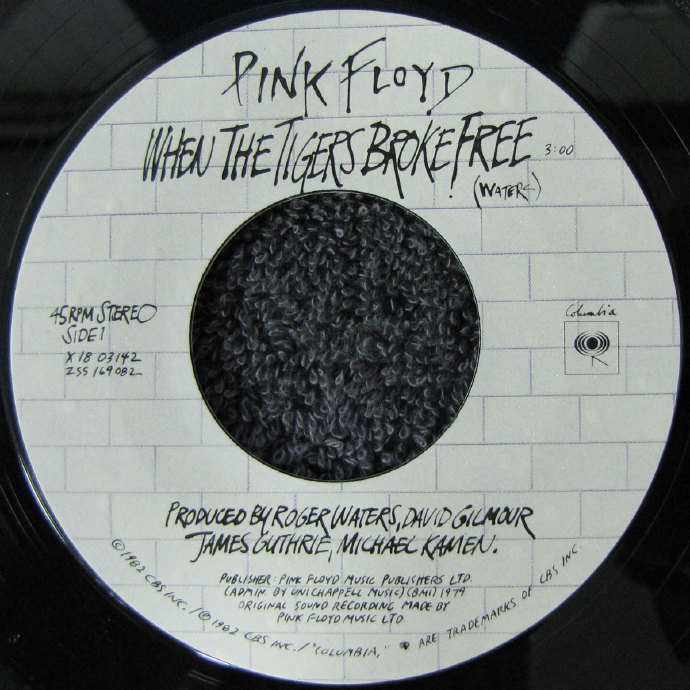 PINK FLOYD
WHEN THE TIGERS BROKE FREE 3:00
(WATERS)
45 RPM STEREO
SIDE 1
X18 03142
ZSS 169082
Columbia
PRODUCED BY ROGER WATERS, DAVID GILMOUR
JAMES GUTHRIE, MICHAEL KAMEN.
PUBLISHER: PINK FLOYD MUSIC PUBLISHERS LTD.
(ADMIN BY UNICHAPPELL MUSIC) (BMI) 1979.
ORIGINAL SOUND RECORDING MADE BY
PINK FLOYD MUSIC LTD.
©1982 CBS INC. / ℗ 1982 CBS INC. / "COLUMBIA," ARE TRADEMARKS OF CBS INC.